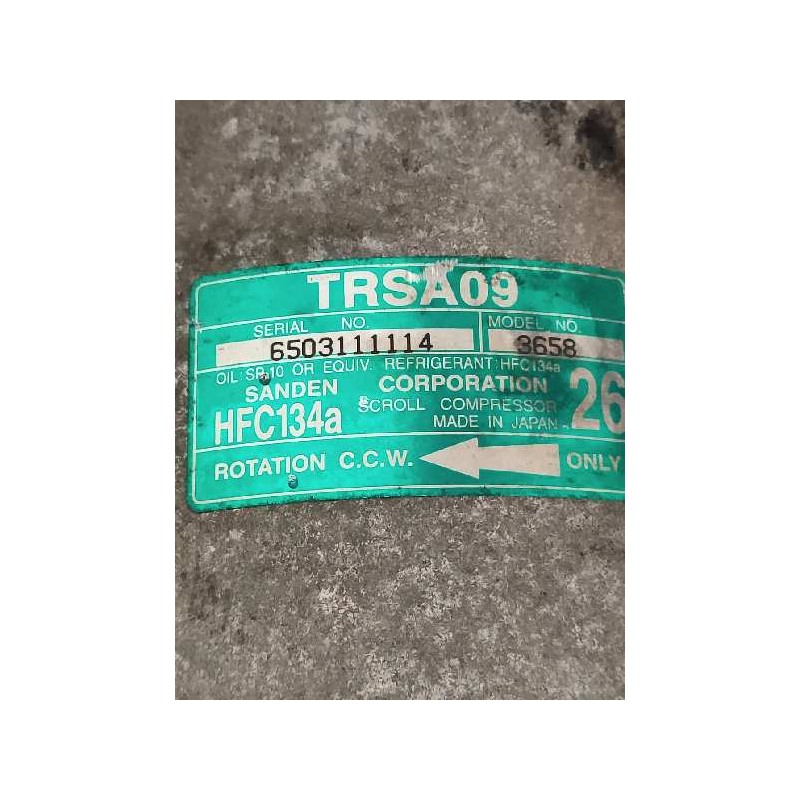 TRSA09
SERIAL NO. MODEL NO.
6503111114 3658
OIL: SP-10 OR EQUIV. REFRIGERANT: HFC134a
SANDEN CORPORATION 26
HFC134a SCROLL COMPRESSOR
MADE IN JAPAN
ROTATION C.C.W. ONLY